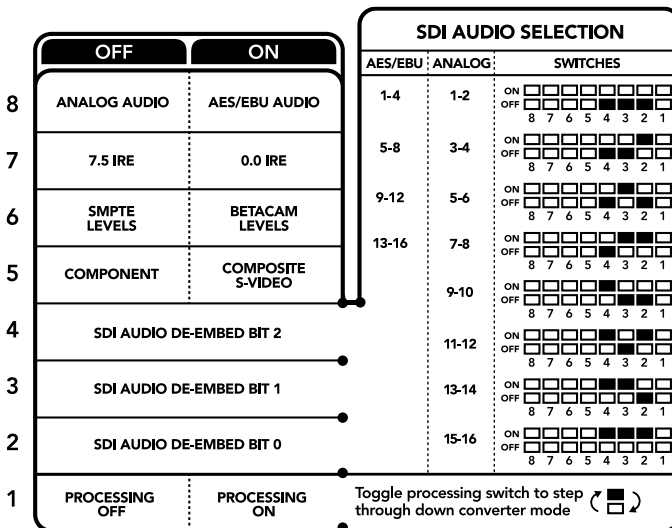 OFF ON
8 ANALOG AUDIO AES/EBU AUDIO
7 7.5 IRE 0.0 IRE
6 SMPTE LEVELS BETACAM LEVELS
5 COMPONENT COMPOSITE S-VIDEO
4 SDI AUDIO DE-EMBED BIT 2
3 SDI AUDIO DE-EMBED BIT 1
2 SDI AUDIO DE-EMBED BIT 0
1 PROCESSING OFF PROCESSING ON
SDI AUDIO SELECTION
AES/EBU ANALOG SWITCHES
1-4 1-2 ON OFF
8 7 6 5 4 3 2 1
5-8 3-4 ON OFF
8 7 6 5 4 3 2 1
9-12 5-6 ON OFF
8 7 6 5 4 3 2 1
13-16 7-8 ON OFF
8 7 6 5 4 3 2 1
9-10 ON OFF
8 7 6 5 4 3 2 1
11-12 ON OFF
8 7 6 5 4 3 2 1
13-14 ON OFF
8 7 6 5 4 3 2 1
15-16 ON OFF
8 7 6 5 4 3 2 1
Toggle processing switch to step
through down converter mode